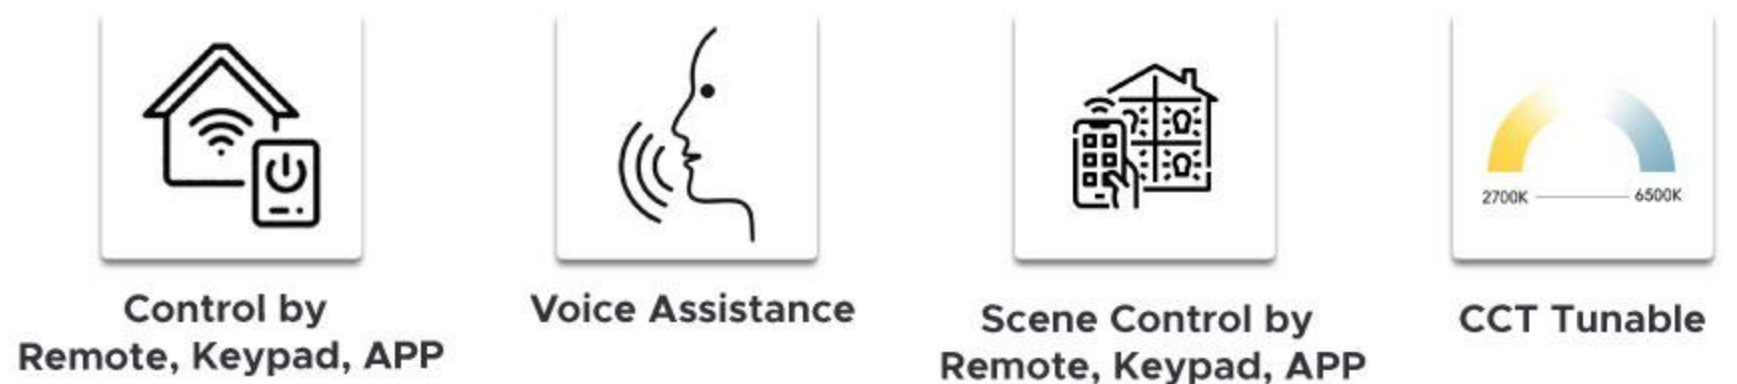 2700K
6500K
Control by
Remote, Keypad, APP
Voice Assistance
Scene Control by
Remote, Keypad, APP
CCT Tunable